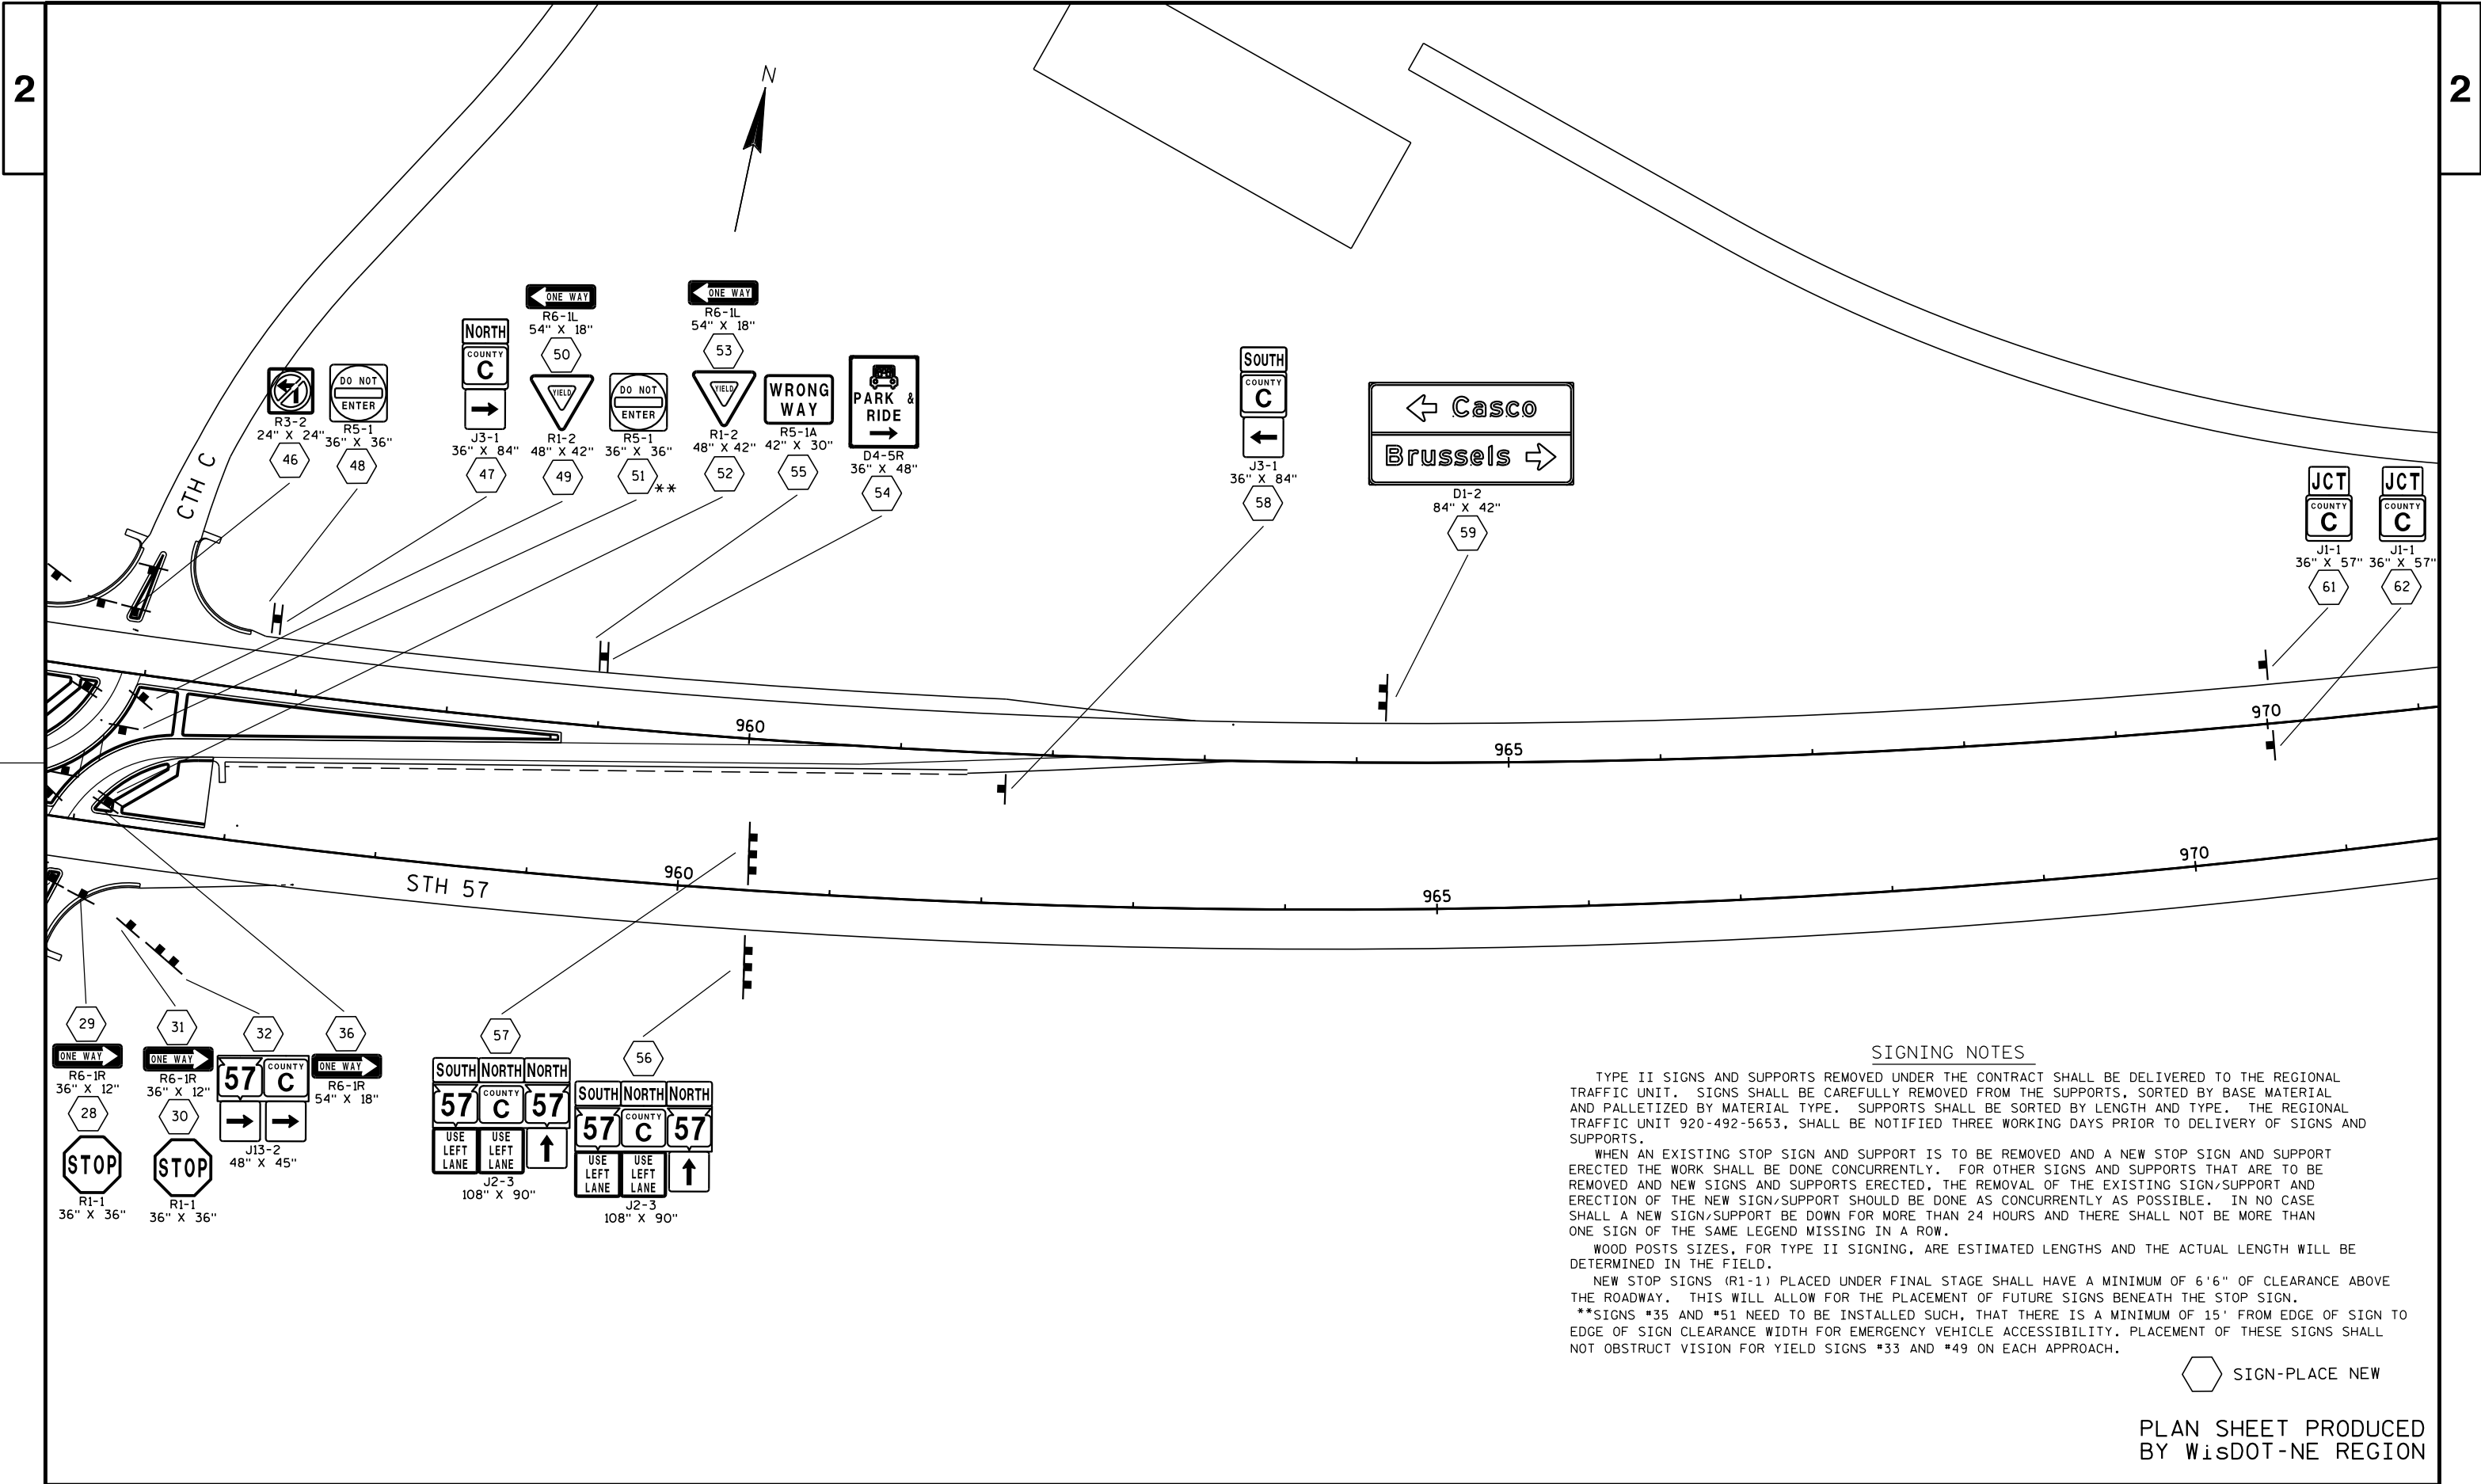 2
2
N
ONE WAY
R6-1L
54" X 18"
50
ONE WAY
R6-1L
54" X 18"
53
R3-2
24" X 24"
46
DO NOT
ENTER
R5-1
36" X 36"
48
NORTH
COUNTY
C
J3-1
36" X 84"
47
YIELD
R1-2
48" X 42"
49
DO NOT
ENTER
R5-1
36" X 36"
51
**
YIELD
R1-2
48" X 42"
52
WRONG
WAY
R5-1A
42" X 30"
55
PARK &
RIDE
D4-5R
36" X 48"
54
SOUTH
COUNTY
C
J3-1
36" X 84"
58
Casco
Brussels
D1-2
84" X 42"
59
JCT
COUNTY
C
J1-1
36" X 57"
61
JCT
COUNTY
C
J1-1
36" X 57"
62
CTH C
960
965
970
960
965
970
STH 57
29
ONE WAY
R6-1R
36" X 12"
28
STOP
R1-1
36" X 36"
31
ONE WAY
R6-1R
36" X 12"
30
STOP
R1-1
36" X 36"
32
57
COUNTY
C
J13-2
48" X 45"
36
ONE WAY
R6-1R
54" X 18"
57
SOUTH NORTH NORTH
57 COUNTY C 57
USE LEFT LANE
USE LEFT LANE
J2-3
108" X 90"
56
SOUTH NORTH NORTH
57 COUNTY C 57
USE LEFT LANE
USE LEFT LANE
J2-3
108" X 90"
SIGNING NOTES
TYPE II SIGNS AND SUPPORTS REMOVED UNDER THE CONTRACT SHALL BE DELIVERED TO THE REGIONAL
TRAFFIC UNIT. SIGNS SHALL BE CAREFULLY REMOVED FROM THE SUPPORTS, SORTED BY BASE MATERIAL
AND PALLETIZED BY MATERIAL TYPE. SUPPORTS SHALL BE SORTED BY LENGTH AND TYPE. THE REGIONAL
TRAFFIC UNIT 920-492-5653, SHALL BE NOTIFIED THREE WORKING DAYS PRIOR TO DELIVERY OF SIGNS AND
SUPPORTS.
WHEN AN EXISTING STOP SIGN AND SUPPORT IS TO BE REMOVED AND A NEW STOP SIGN AND SUPPORT
ERECTED THE WORK SHALL BE DONE CONCURRENTLY. FOR OTHER SIGNS AND SUPPORTS THAT ARE TO BE
REMOVED AND NEW SIGNS AND SUPPORTS ERECTED, THE REMOVAL OF THE EXISTING SIGN/SUPPORT AND
ERECTION OF THE NEW SIGN/SUPPORT SHOULD BE DONE AS CONCURRENTLY AS POSSIBLE. IN NO CASE
SHALL A NEW SIGN/SUPPORT BE DOWN FOR MORE THAN 24 HOURS AND THERE SHALL NOT BE MORE THAN
ONE SIGN OF THE SAME LEGEND MISSING IN A ROW.
WOOD POSTS SIZES, FOR TYPE II SIGNING, ARE ESTIMATED LENGTHS AND THE ACTUAL LENGTH WILL BE
DETERMINED IN THE FIELD.
NEW STOP SIGNS (R1-1) PLACED UNDER FINAL STAGE SHALL HAVE A MINIMUM OF 6'6" OF CLEARANCE ABOVE
THE ROADWAY. THIS WILL ALLOW FOR THE PLACEMENT OF FUTURE SIGNS BENEATH THE STOP SIGN.
**SIGNS #35 AND #51 NEED TO BE INSTALLED SUCH, THAT THERE IS A MINIMUM OF 15' FROM EDGE OF SIGN TO
EDGE OF SIGN CLEARANCE WIDTH FOR EMERGENCY VEHICLE ACCESSIBILITY. PLACEMENT OF THESE SIGNS SHALL
NOT OBSTRUCT VISION FOR YIELD SIGNS #33 AND #49 ON EACH APPROACH.
SIGN-PLACE NEW
PLAN SHEET PRODUCED
BY WisDOT-NE REGION